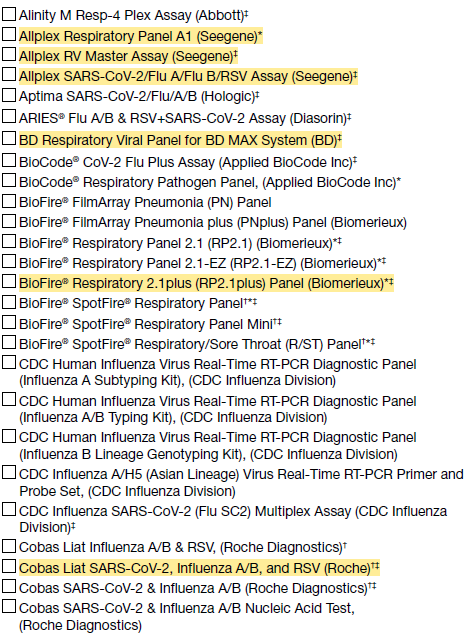 Alinity M Resp-4 Plex Assay (Abbott)‡
Allplex Respiratory Panel A1 (Seegene)*
Allplex RV Master Assay (Seegene)‡
Allplex SARS-CoV-2/Flu A/Flu B/RSV Assay (Seegene)‡
Aptima SARS-CoV-2/Flu/A/B (Hologic)‡
ARIES® Flu A/B & RSV+SARS-CoV-2 Assay (Diasorin)‡
BD Respiratory Viral Panel for BD MAX System (BD)‡
BioCode® CoV-2 Flu Plus Assay (Applied BioCode Inc)‡
BioCode® Respiratory Pathogen Panel, (Applied BioCode Inc)*
BioFire® FilmArray Pneumonia (PN) Panel
BioFire® FilmArray Pneumonia plus (PNplus) Panel (Biomerieux)
BioFire® Respiratory Panel 2.1 (RP2.1) (Biomerieux)*‡
BioFire® Respiratory Panel 2.1-EZ (RP2.1-EZ) (Biomerieux)*‡
BioFire® Respiratory 2.1plus (RP2.1plus) Panel (Biomerieux)*‡
BioFire® SpotFire® Respiratory Panel†*‡
BioFire® SpotFire® Respiratory Panel Mini†‡
BioFire® SpotFire® Respiratory/Sore Throat (R/ST) Panel†*‡
CDC Human Influenza Virus Real-Time RT-PCR Diagnostic Panel
(Influenza A Subtyping Kit), (CDC Influenza Division)
CDC Human Influenza Virus Real-Time RT-PCR Diagnostic Panel
(Influenza A/B Typing Kit), (CDC Influenza Division)
CDC Human Influenza Virus Real-Time RT-PCR Diagnostic Panel
(Influenza B Lineage Genotyping Kit), (CDC Influenza Division)
CDC Influenza A/H5 (Asian Lineage) Virus Real-Time RT-PCR Primer and
Probe Set, (CDC Influenza Division)
CDC Influenza SARS-CoV-2 (Flu SC2) Multiplex Assay (CDC Influenza
Division)‡
Cobas Liat Influenza A/B & RSV, (Roche Diagnostics)†
Cobas Liat SARS-CoV-2, Influenza A/B, and RSV (Roche)†‡
Cobas SARS-CoV-2 & Influenza A/B (Roche Diagnostics)†‡
Cobas SARS-CoV-2 & Influenza A/B Nucleic Acid Test,
(Roche Diagnostics)